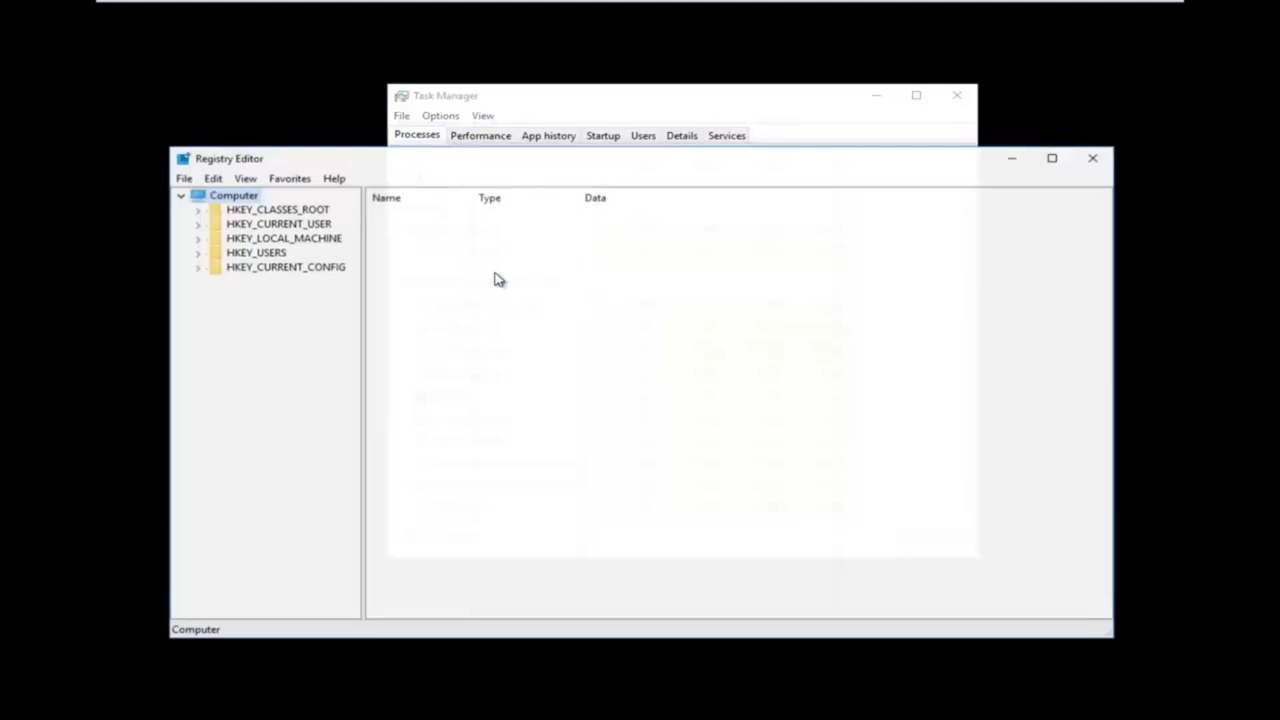 Task Manager
File Options View
Processes Performance App history Startup Users Details Services
Registry Editor
File Edit View Favorites Help
Computer
HKEY_CLASSES_ROOT
HKEY_CURRENT_USER
HKEY_LOCAL_MACHINE
HKEY_USERS
HKEY_CURRENT_CONFIG
Name Type Data
Computer